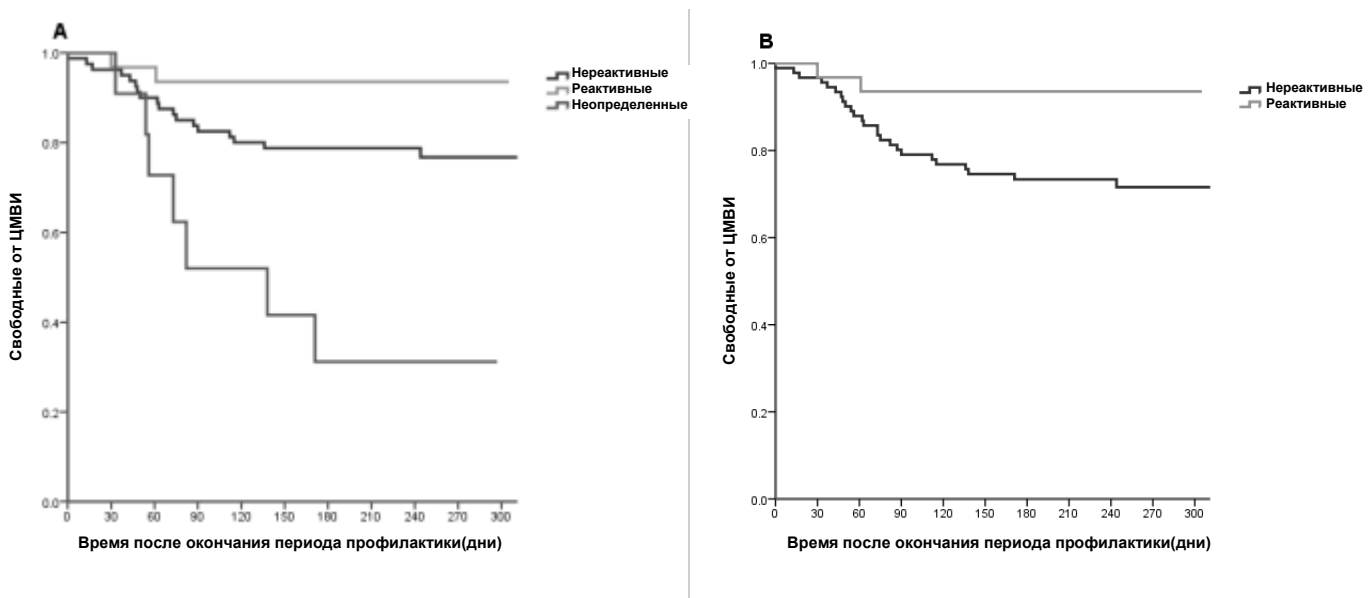 A
1.0
0.8
0.6
0.4
0.2
0.0
0 30 60 90 120 150 180 210 240 270 300
Свободные от ЦМВИ
Время после окончания периода профилактики(дни)
Нереактивные
Реактивные
Неопределенные
B
1.0
0.8
0.6
0.4
0.2
0.0
0 30 60 90 120 150 180 210 240 270 300
Свободные от ЦМВИ
Время после окончания периода профилактики(дни)
Нереактивные
Реактивные